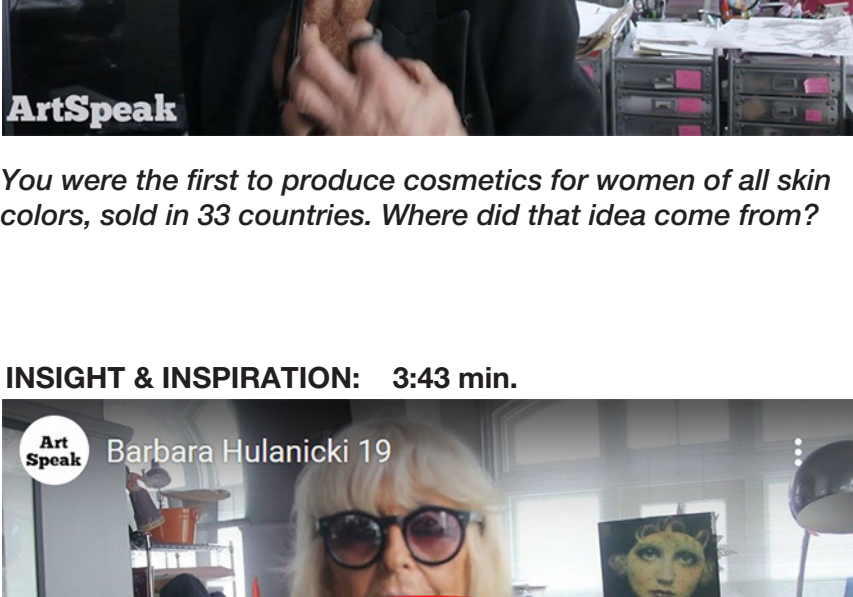 ArtSpeak
You were the first to produce cosmetics for women of all skin
colors, sold in 33 countries. Where did that idea come from?
INSIGHT & INSPIRATION: 3:43 min.
Art
Speak
Barbara Hulanicki 19